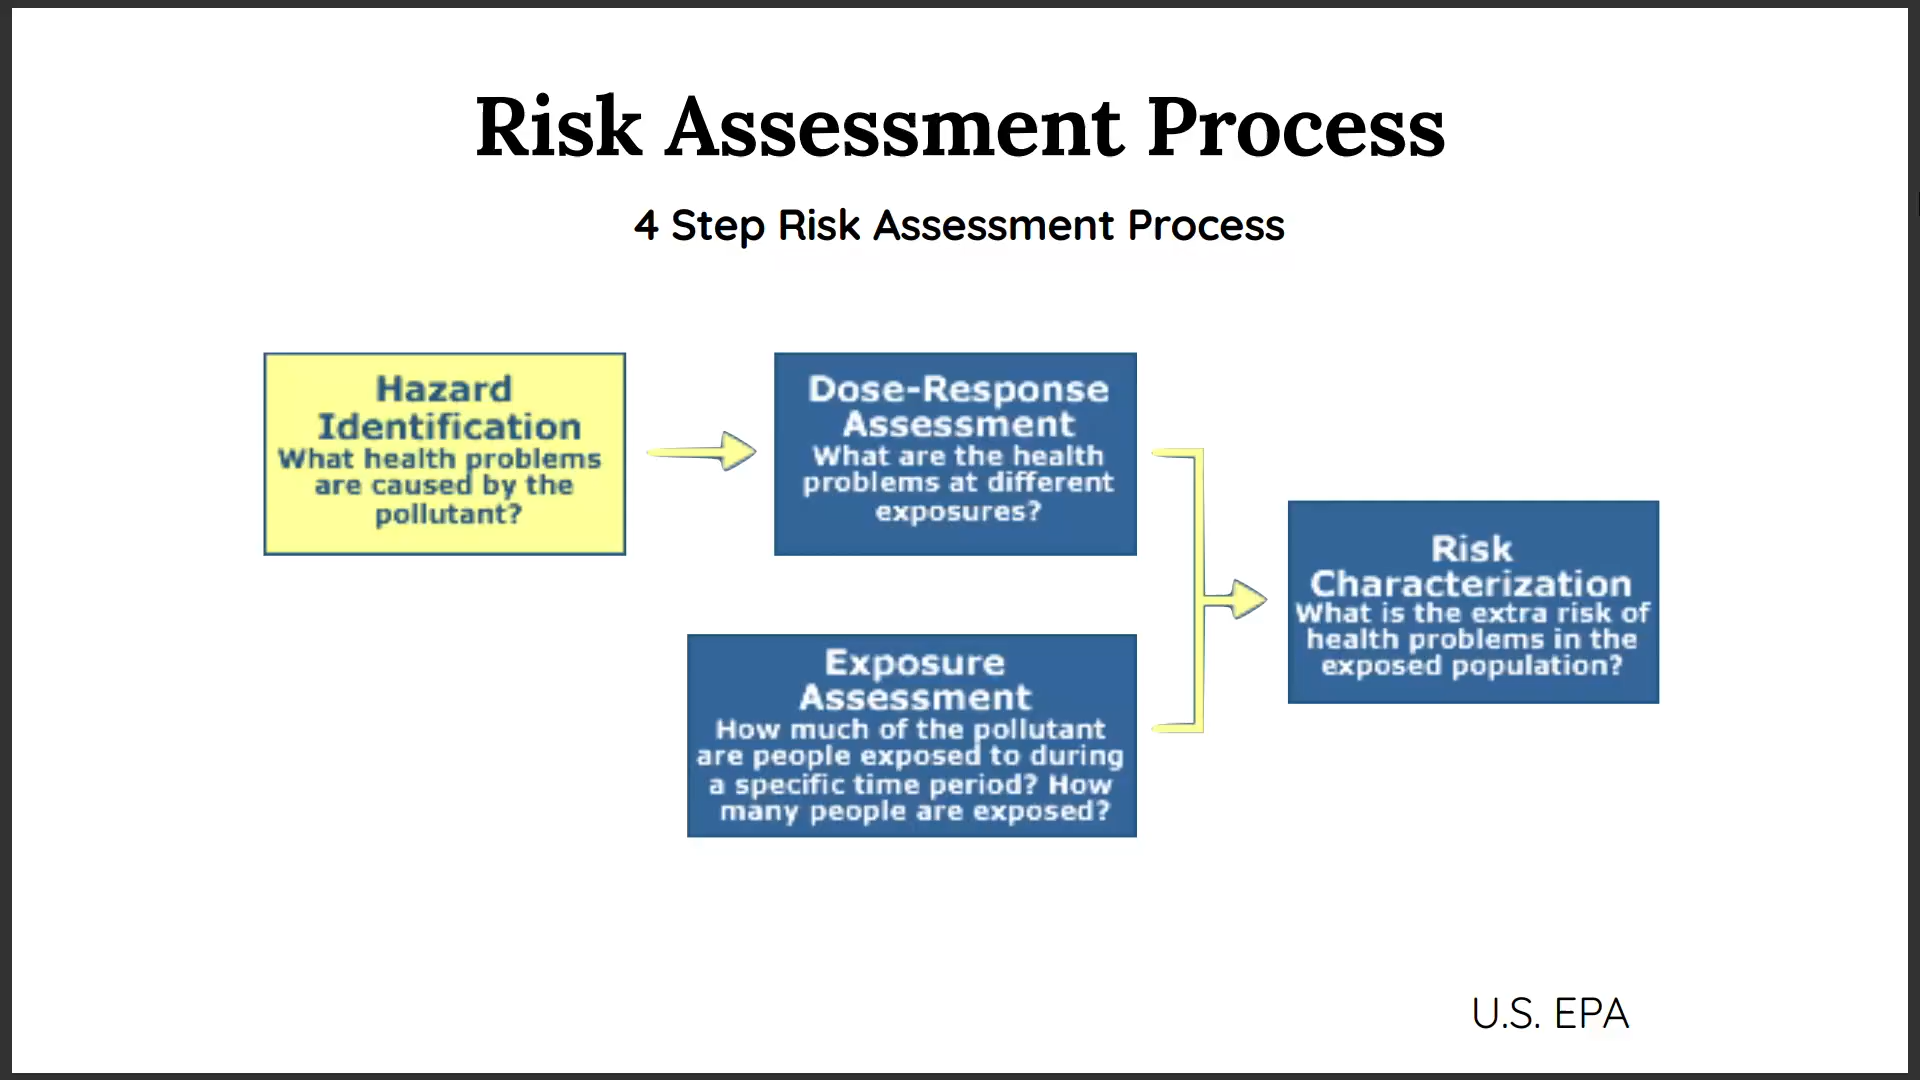 Risk Assessment Process
4 Step Risk Assessment Process
Hazard
Identification
What health problems
are caused by the
pollutant?
Dose-Response
Assessment
What are the health
problems at different
exposures?
Exposure
Assessment
How much of the pollutant
are people exposed to during
a specific time period? How
many people are exposed?
Risk
Characterization
What is the extra risk of
health problems in the
exposed population?
U.S. EPA